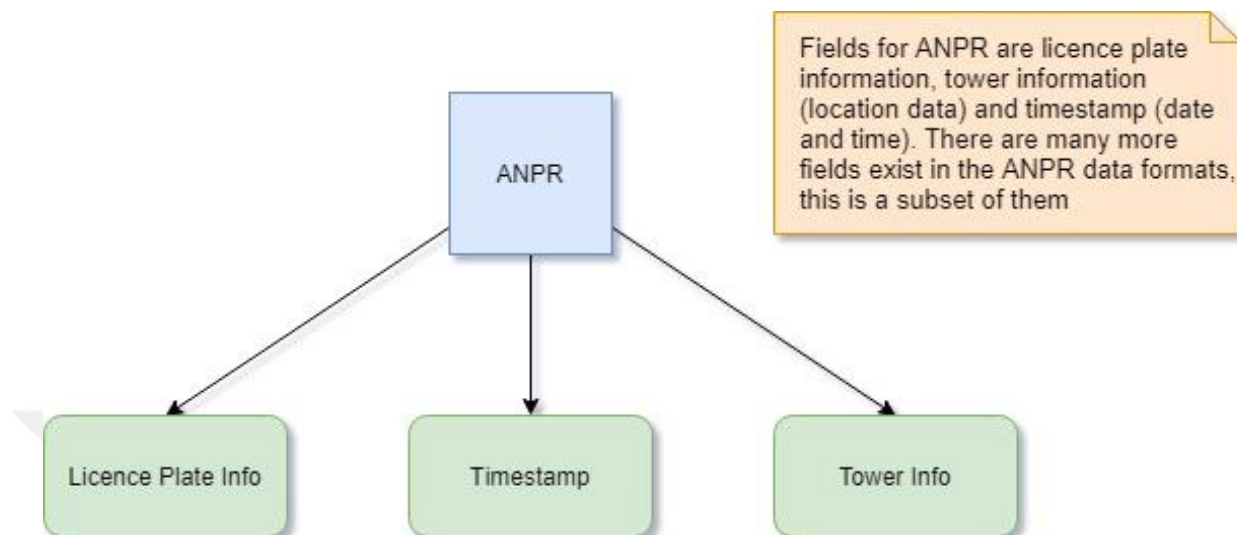 Fields for ANPR are licence plate
information, tower information
(location data) and timestamp (date
and time). There are many more
fields exist in the ANPR data formats,
this is a subset of them
ANPR
Licence Plate Info
Timestamp
Tower Info